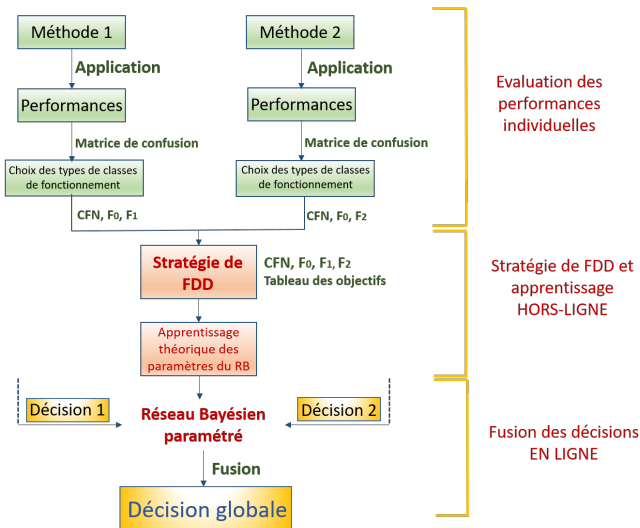 Méthode 1
Méthode 2
Application
Application
Performances
Performances
Matrice de confusion
Matrice de confusion
Choix des types de classes
de fonctionnement
Choix des types de classes
de fonctionnement
CFN, F0, F1
CFN, F0, F2
Evaluation des
performances
individuelles
Stratégie de
FDD
CFN, F0, F1, F2
Tableau des objectifs
Apprentissage
théorique des
paramètres du RB
Stratégie de FDD et
apprentissage
HORS-LIGNE
Décision 1
Décision 2
Réseau Bayésien
paramétré
Fusion
Décision globale
Fusion des décisions
EN LIGNE